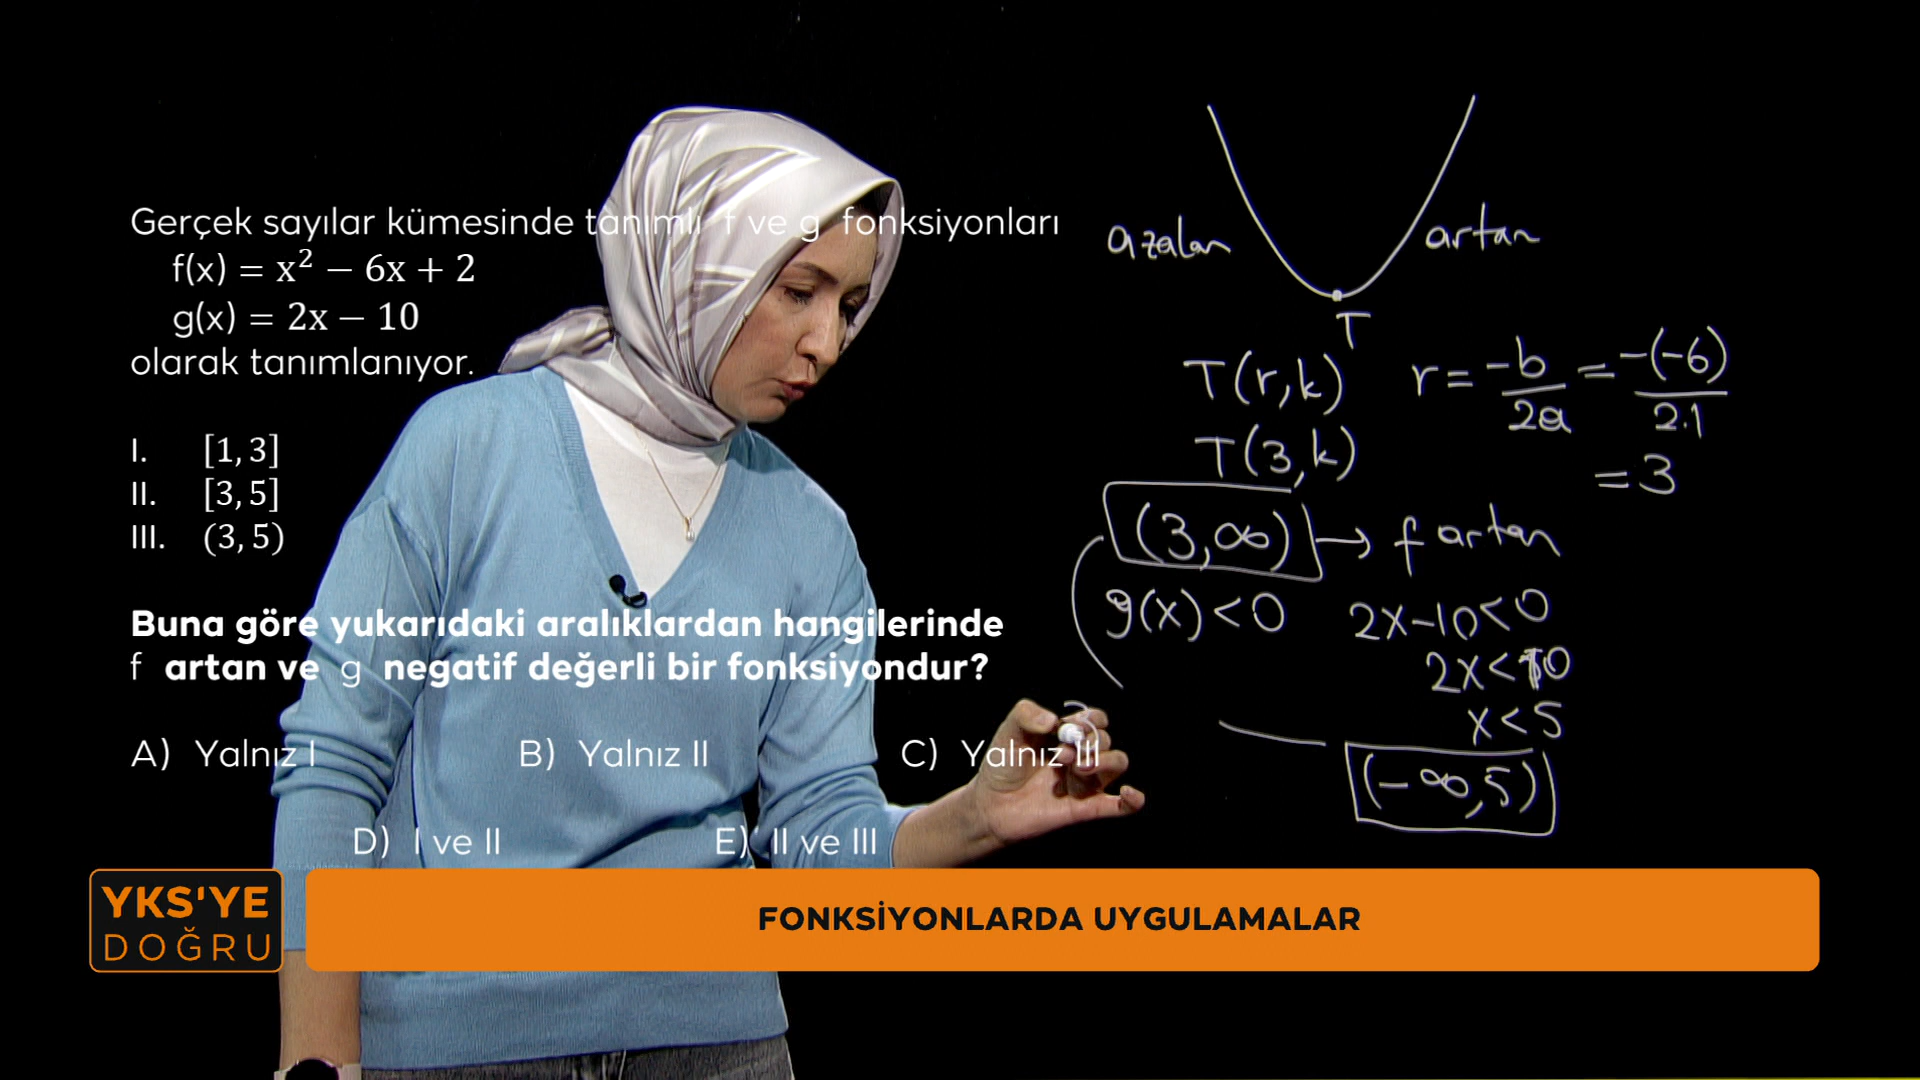 Gerçek sayılar kümesinde tanımlı f ve g fonksiyonları
f(x) = x² − 6x + 2
g(x) = 2x − 10
olarak tanımlanıyor.
I. [1, 3]
II. [3, 5]
III. (3, 5)
Buna göre yukarıdaki aralıklardan hangilerinde
f artan ve g negatif değerli bir fonksiyondur?
A) Yalnız I
B) Yalnız II
C) Yalnız III
D) I ve II
E) II ve III
azalan
artan
T
T(r,k) r = -b/2a = -(-6)/2.1
T(3,k) = 3
(3,∞) → f artan
g(x) < 0 2x-10<0
2x<10
x<5
(-∞,5)
3
YKS'YE
DOĞRU
FONKSİYONLARDA UYGULAMALAR